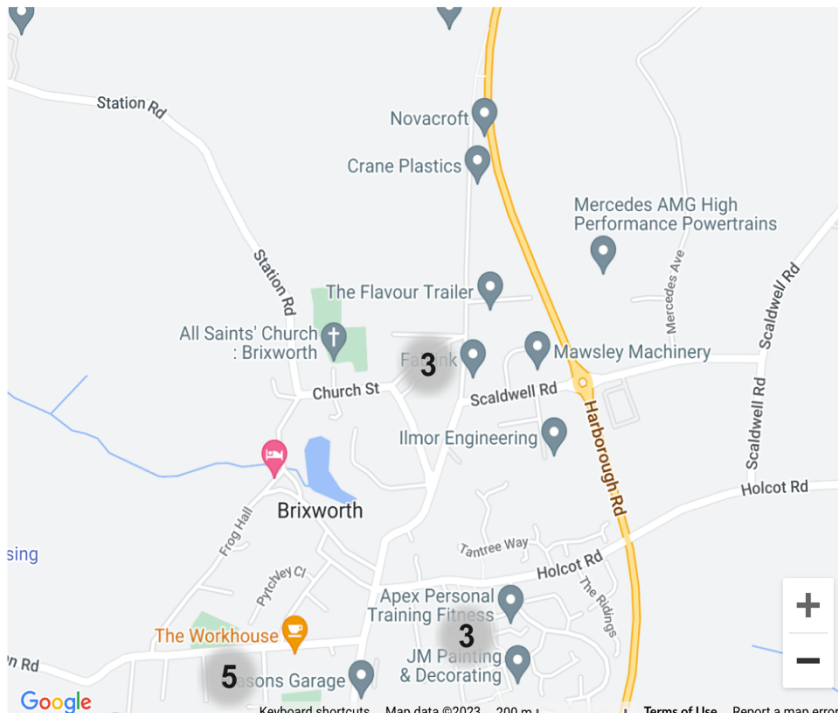 Station Rd
Novacroft
Crane Plastics
Mercedes AMG High
Performance Powertrains
Station Rd
Mercedes Ave
Scaldwell Rd
The Flavour Trailer
All Saints' Church
: Brixworth
3
Mawsley Machinery
Church St
Scaldwell Rd
Scaldwell Rd
Harborough Rd
Ilmor Engineering
Holcot Rd
Brixworth
Frog Hall
Tantree Way
Holcot Rd
Pytchley Cl
The Ridings
Apex Personal
Training Fitness
The Workhouse
3
JM Painting
& Decorating
Rd
5
Garage
+
−
Google
Keyboard shortcuts Map data ©2023 200 m Terms of Use Report a map error